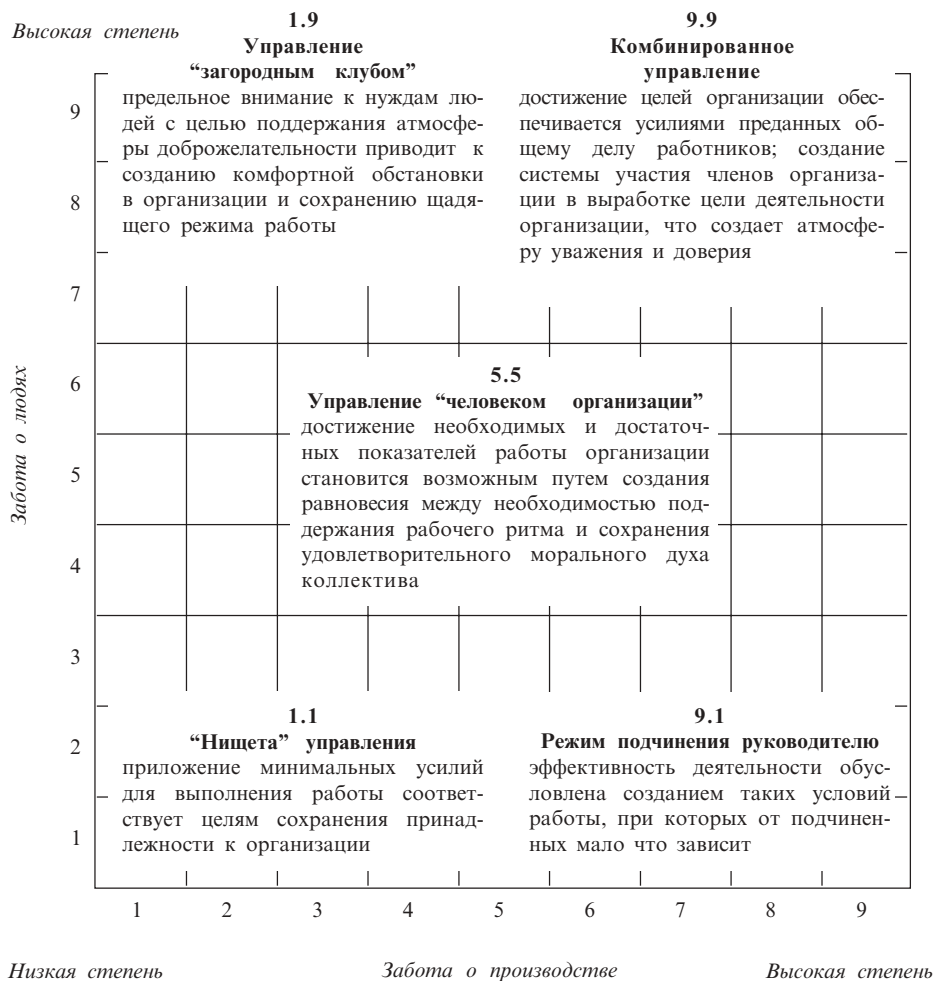 Высокая степень
1.9
Управление
“загородным клубом”
предельное внимание к нуждам лю-
дей с целью поддержания атмосфе-
ры доброжелательности приводит к
созданию комфортной обстановки
в организации и сохранению щадя-
щего режима работы
9.9
Комбинированное
управление
достижение целей организации обес-
печивается усилиями преданных об-
щему делу работников; создание
системы участия членов организа-
ции в выработке цели деятельности
организации, что создает атмосфе-
ру уважения и доверия
9
8
7
6
5
4
3
2
1
Забота о людях
5.5
Управление “человеком организации”
достижение необходимых и достаточ-
ных показателей работы организации
становится возможным путем создания
равновесия между необходимостью под-
держания рабочего ритма и сохранения
удовлетворительного морального духа
коллектива
1.1
“Нищета” управления
приложение минимальных усилий
для выполнения работы соответ-
ствует целям сохранения принад-
лежности к организации
9.1
Режим подчинения руководителю
эффективность деятельности обус-
ловлена созданием таких условий
работы, при которых от подчинен-
ных мало что зависит
1 2 3 4 5 6 7 8 9
Низкая степень Забота о производстве Высокая степень